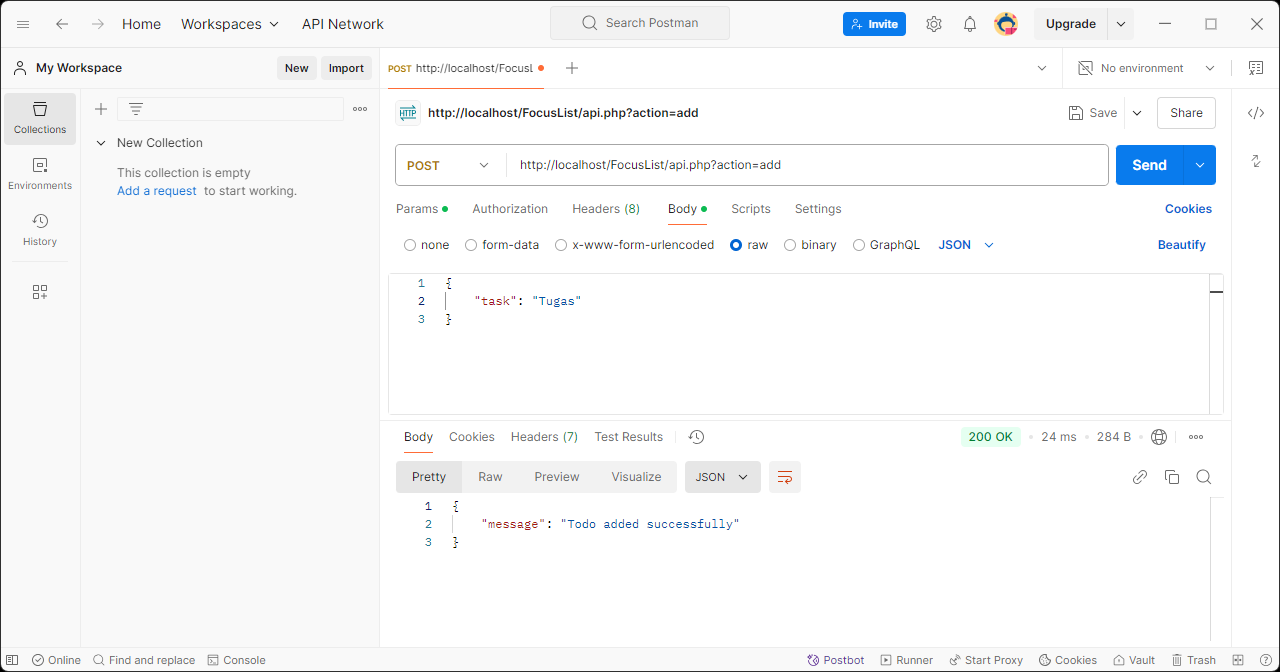 Home Workspaces API Network Search Postman Invite Upgrade
My Workspace New Import POST http://localhost/FocusL No environment
Collections
Environments
History
New Collection
This collection is empty
Add a request to start working.
HTTP http://localhost/FocusList/api.php?action=add Save Share
POST http://localhost/FocusList/api.php?action=add Send
Params Authorization Headers (8) Body Scripts Settings Cookies
none form-data x-www-form-urlencoded raw binary GraphQL JSON Beautify
1 {
2 "task": "Tugas"
3 }
Body Cookies Headers (7) Test Results 200 OK 24 ms 284 B
Pretty Raw Preview Visualize JSON
1 {
2 "message": "Todo added successfully"
3 }
Online Find and replace Console Postbot Runner Start Proxy Cookies Vault Trash